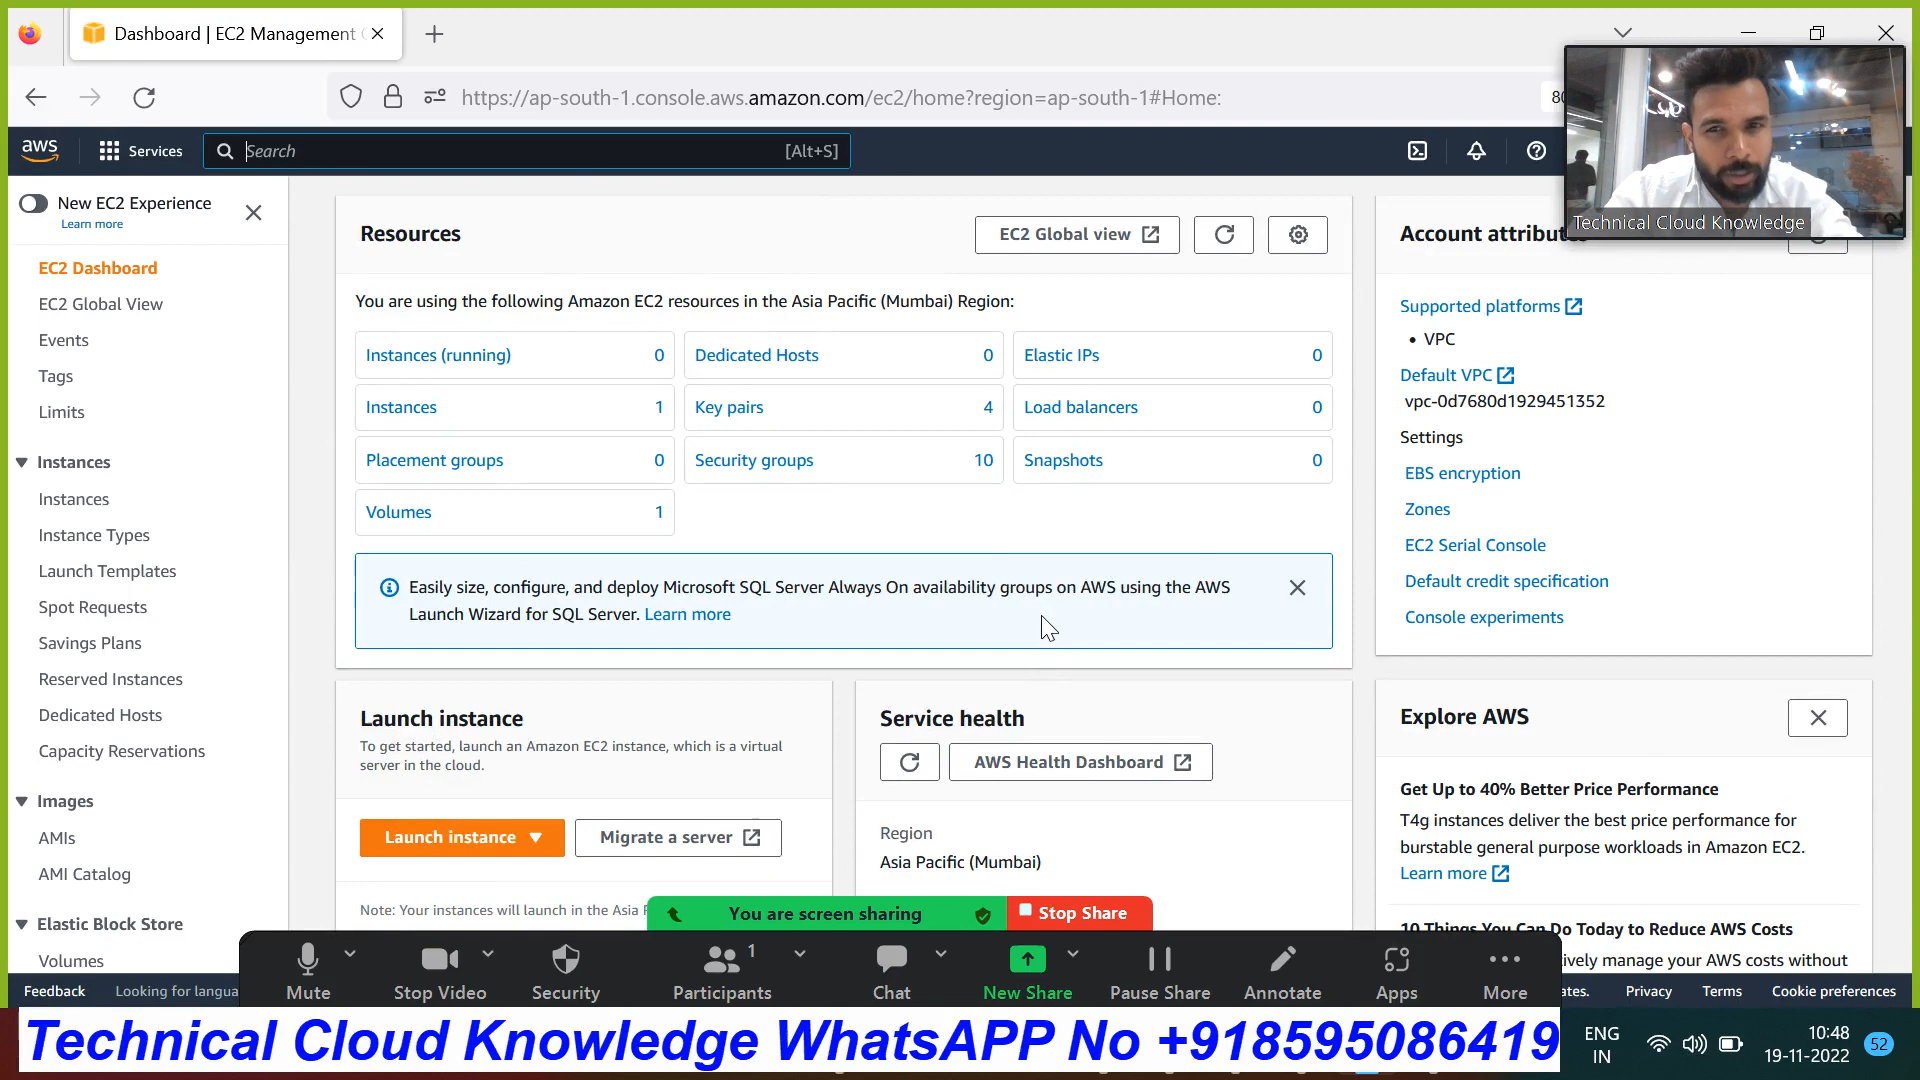 Dashboard | EC2 Management
https://ap-south-1.console.aws.amazon.com/ec2/home?region=ap-south-1#Home:
80
aws
Services
Search
[Alt+S]
Technical Cloud Knowledge
New EC2 Experience
Learn more
EC2 Dashboard
EC2 Global View
Events
Tags
Limits
Instances
Instances
Instance Types
Launch Templates
Spot Requests
Savings Plans
Reserved Instances
Dedicated Hosts
Capacity Reservations
Images
AMIs
AMI Catalog
Elastic Block Store
Volumes
Resources
EC2 Global view
You are using the following Amazon EC2 resources in the Asia Pacific (Mumbai) Region:
Instances (running) 0
Dedicated Hosts 0
Elastic IPs 0
Instances 1
Key pairs 4
Load balancers 0
Placement groups 0
Security groups 10
Snapshots 0
Volumes 1
Easily size, configure, and deploy Microsoft SQL Server Always On availability groups on AWS using the AWS
Launch Wizard for SQL Server. Learn more
Launch instance
To get started, launch an Amazon EC2 instance, which is a virtual
server in the cloud.
Launch instance
Migrate a server
Note: Your instances will launch in the Asia
Service health
AWS Health Dashboard
Region
Asia Pacific (Mumbai)
Account
Supported platforms
• VPC
Default VPC
vpc-0d7680d1929451352
Settings
EBS encryption
Zones
EC2 Serial Console
Default credit specification
Console experiments
Explore AWS
Get Up to 40% Better Price Performance
T4g instances deliver the best price performance for
burstable general purpose workloads in Amazon EC2.
Learn more
10 Things You Can Do Today to Reduce AWS Costs
manage your AWS costs without
You are screen sharing
Stop Share
Mute
Stop Video
Security
Participants
1
Chat
New Share
Pause Share
Annotate
Apps
More
Feedback
Looking for
Privacy
Terms
Cookie preferences
Technical Cloud Knowledge WhatsAPP No +918595086419
ENG
IN
10:48
19-11-2022
52